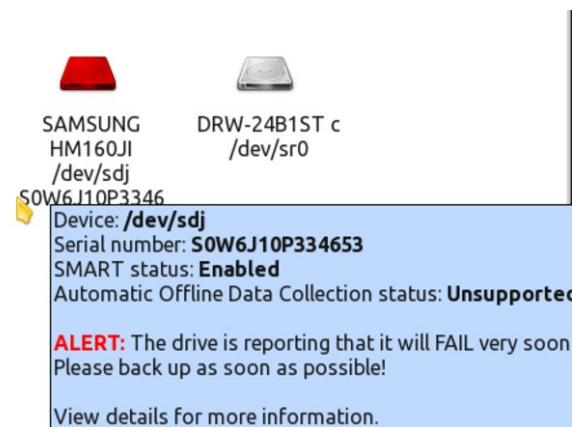 SAMSUNG
HM160JI
/dev/sdj
S0W6J10P3346
DRW-24B1ST c
/dev/sr0
Device: /dev/sdj
Serial number: S0W6J10P334653
SMART status: Enabled
Automatic Offline Data Collection status: Unsupported
ALERT: The drive is reporting that it will FAIL very soon
Please back up as soon as possible!
View details for more information.